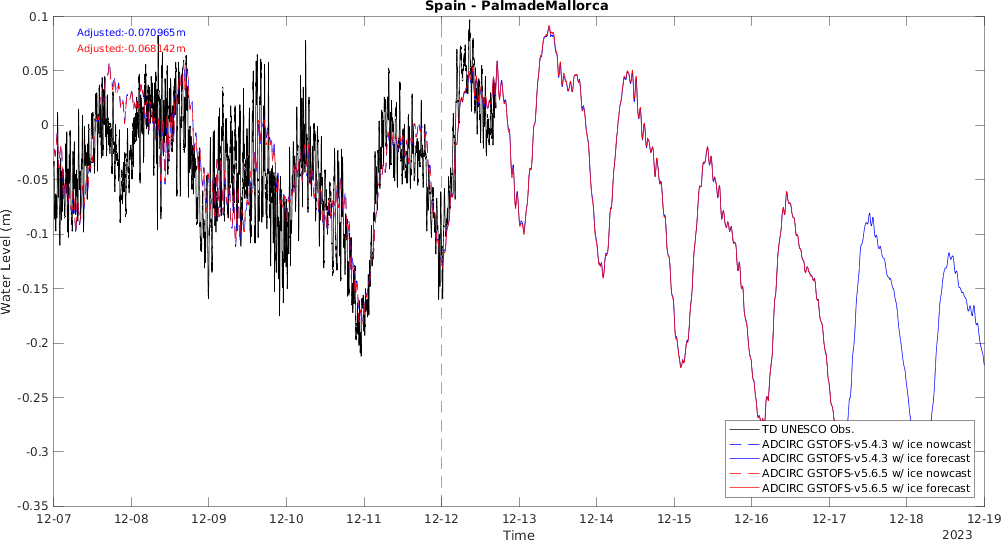 Spain - PalmadeMallorca
Adjusted:-0.070965m
Adjusted:-0.068142m
0.1
0.05
0
-0.05
-0.1
-0.15
-0.2
-0.25
-0.3
-0.35
Water Level (m)
TD UNESCO Obs.
ADCIRC GSTOFS-v5.4.3 w/ ice nowcast
ADCIRC GSTOFS-v5.4.3 w/ ice forecast
ADCIRC GSTOFS-v5.6.5 w/ ice nowcast
ADCIRC GSTOFS-v5.6.5 w/ ice forecast
12-07 12-08 12-09 12-10 12-11 12-12 12-13 12-14 12-15 12-16 12-17 12-18 12-19
Time
2023